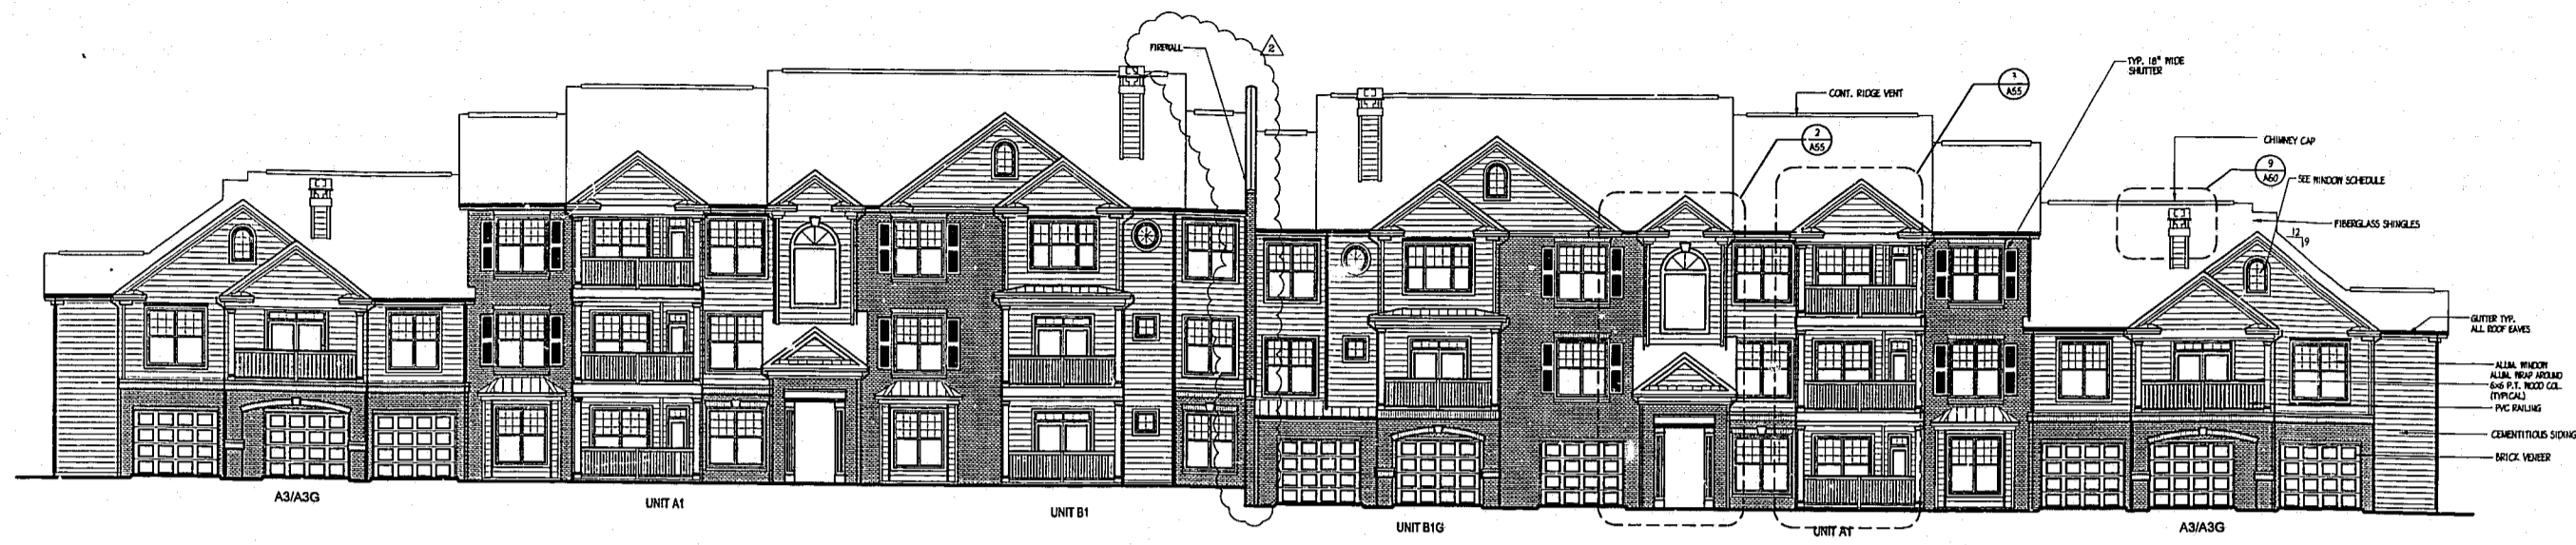 FIREWALL
2
TYP. 18" WIDE
SHUTTER
CONT. RIDGE VENT
2
A55
A55
CHIMNEY CAP
9
A60
SEE WINDOW SCHEDULE
FIBERGLASS SHINGLES
12
19
GUTTER TYP.
ALL ROOF EAVES
ALUM. WINDOW
ALUM. WRAP AROUND
6x6 P.T. WOOD COL.
(TYPICAL)
PVC RAILING
CEMENTITIOUS SIDING
BRICK VENEER
A3/A3G
UNIT A1
UNIT B1
UNIT B1G
UNIT A1
A3/A3G